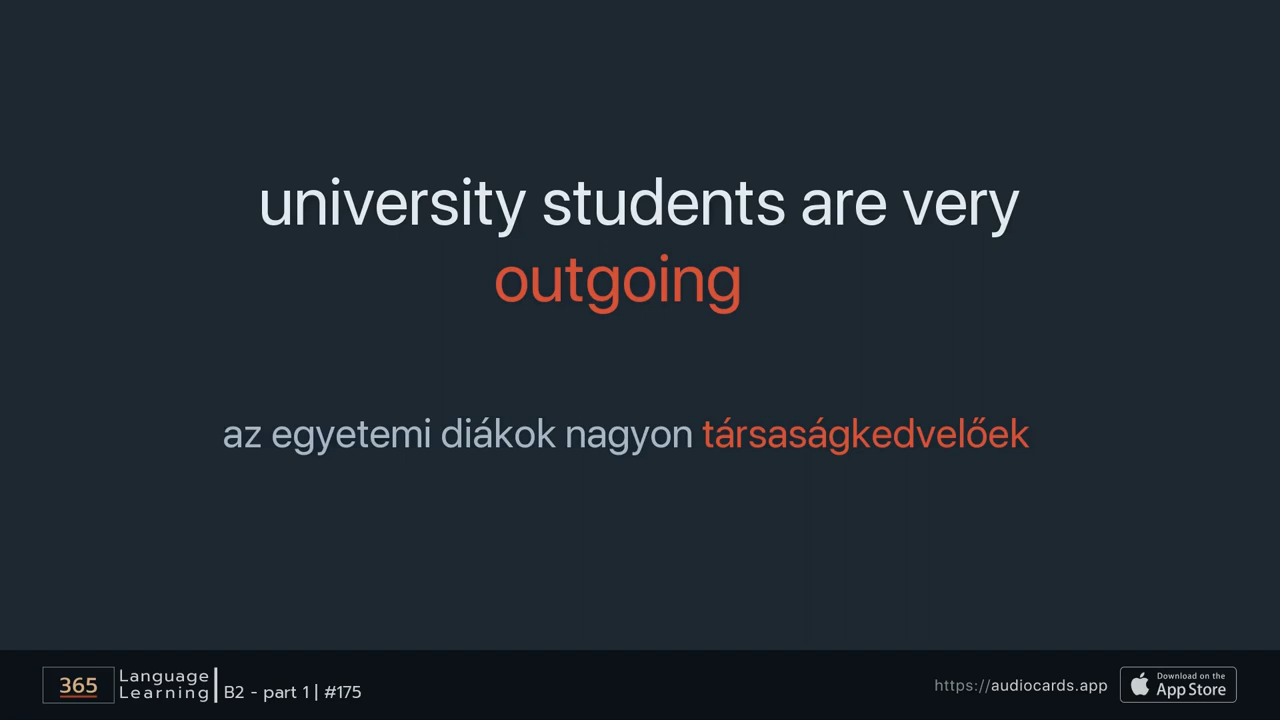 university students are very
outgoing
az egyetemi diákok nagyon társaságkedvelőek
365
Language
Learning
B2 - part 1 | #175
https://audiocards.app
Download on the
App Store